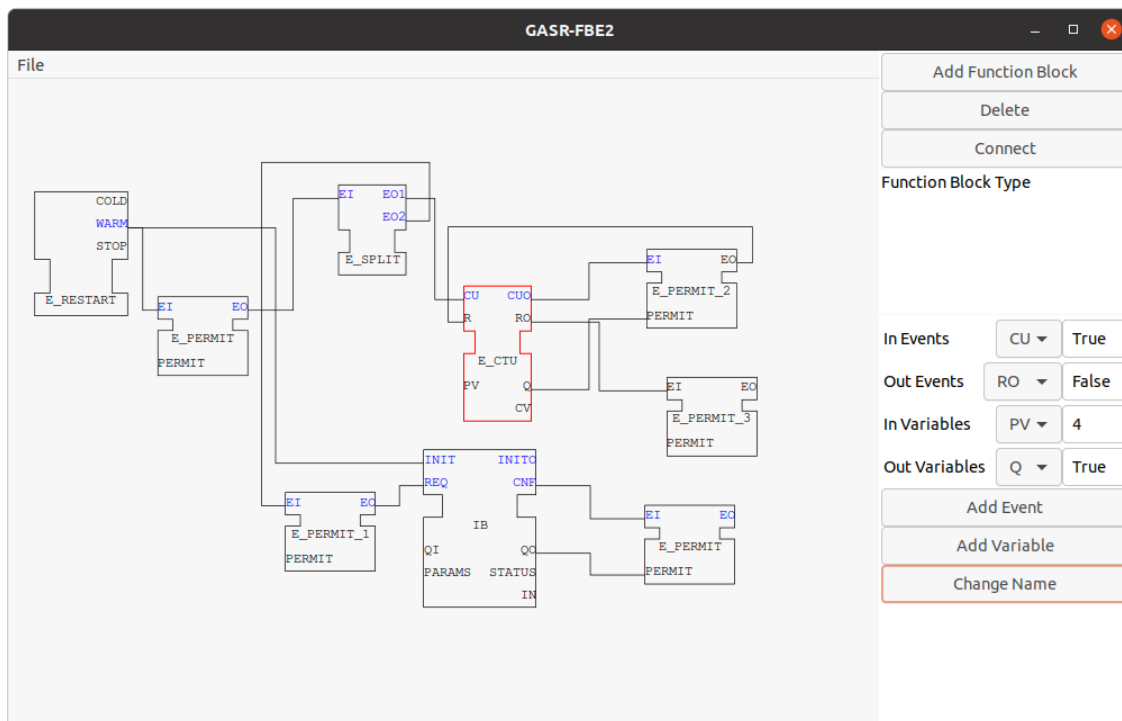 GASR-FBE2
File
COLD
WARM
STOP
E_RESTART
EI EO
E_PERMIT
PERMIT
EI EO1
EO2
E_SPLIT
CU CUO
R RO
E_CTU
PV Q
CV
EI EO
E_PERMIT_2
PERMIT
EI EO
E_PERMIT_3
PERMIT
INIT INITO
REQ CNF
IB
QI QO
PARAMS STATUS
IN
EI EO
E_PERMIT_1
PERMIT
EI EO
E_PERMIT
PERMIT
Add Function Block
Delete
Connect
Function Block Type
In Events CU True
Out Events RO False
In Variables PV 4
Out Variables Q True
Add Event
Add Variable
Change Name